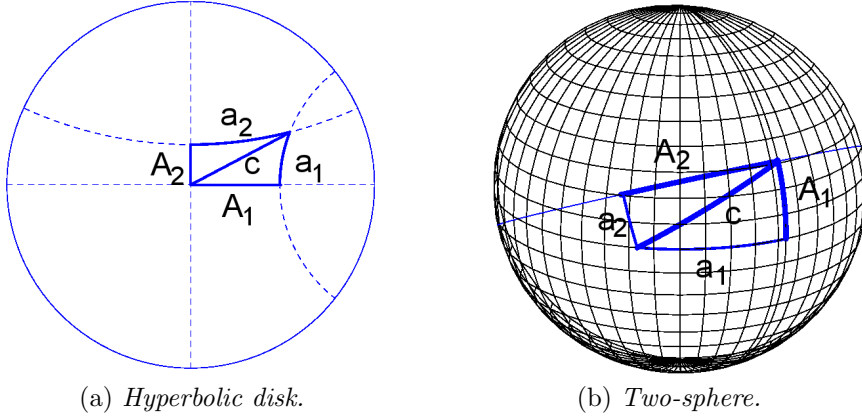 a₂
A₂
c
a₁
A₁
A₂
A₁
a₂
c
a₁
(a) Hyperbolic disk.
(b) Two-sphere.